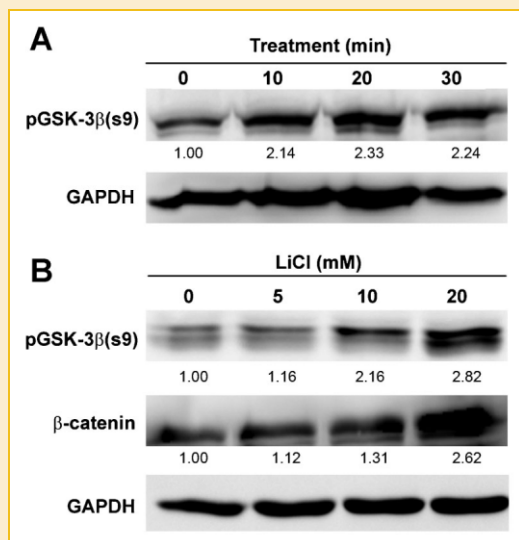 A
Treatment (min)
0 10 20 30
pGSK-3β(s9)
1.00 2.14 2.33 2.24
GAPDH
B
LiCl (mM)
0 5 10 20
pGSK-3β(s9)
1.00 1.16 2.16 2.82
β-catenin
1.00 1.12 1.31 2.62
GAPDH